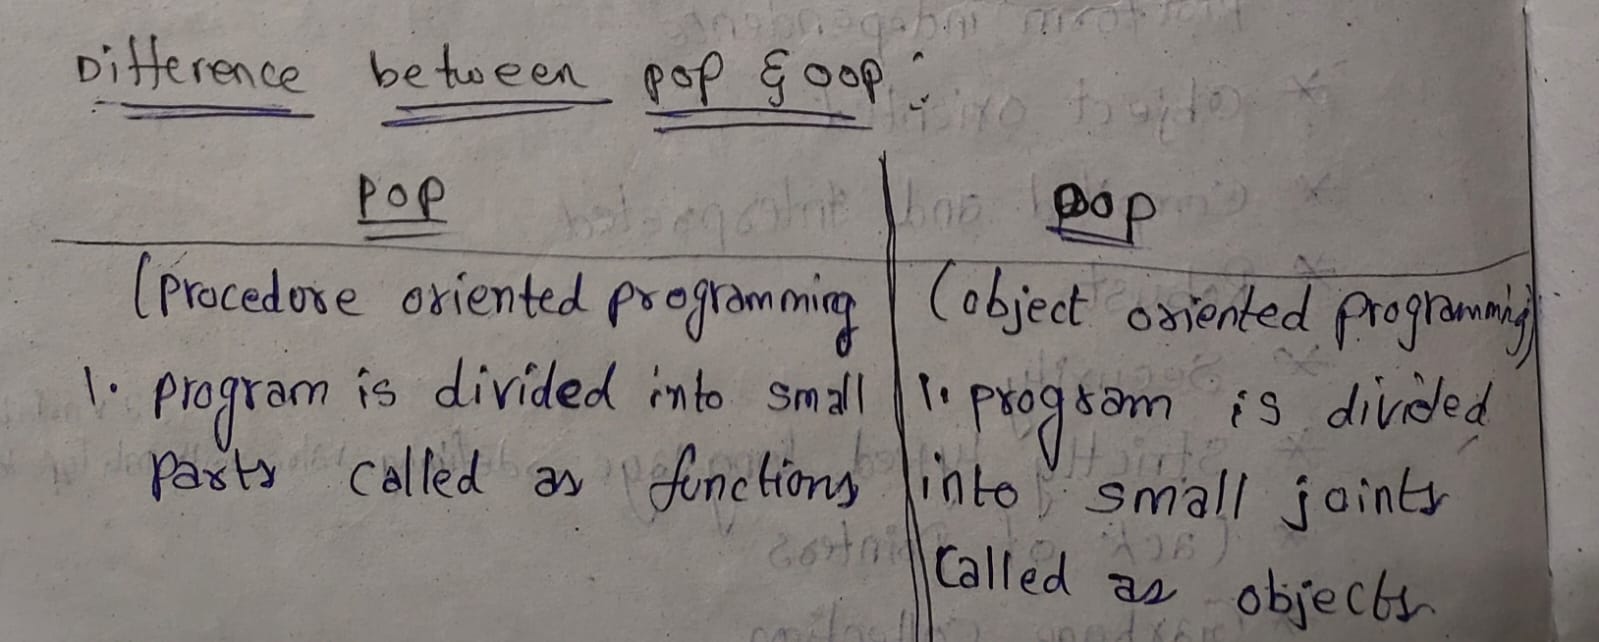 Difference between pop & oop:
pop
oop
(procedore oriented programming
1. program is divided into small
parts called as functions
(object oriented programming)
1. program is divided
into small joints
called as objects